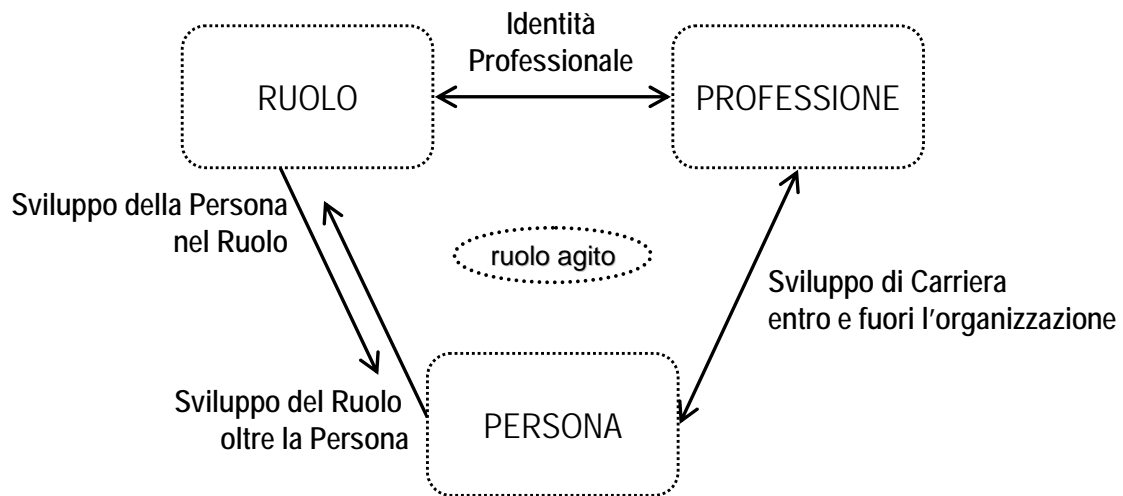 Identità
Professionale
RUOLO
PROFESSIONE
Sviluppo della Persona
nel Ruolo
ruolo agito
Sviluppo di Carriera
entro e fuori l'organizzazione
Sviluppo del Ruolo
oltre la Persona
PERSONA